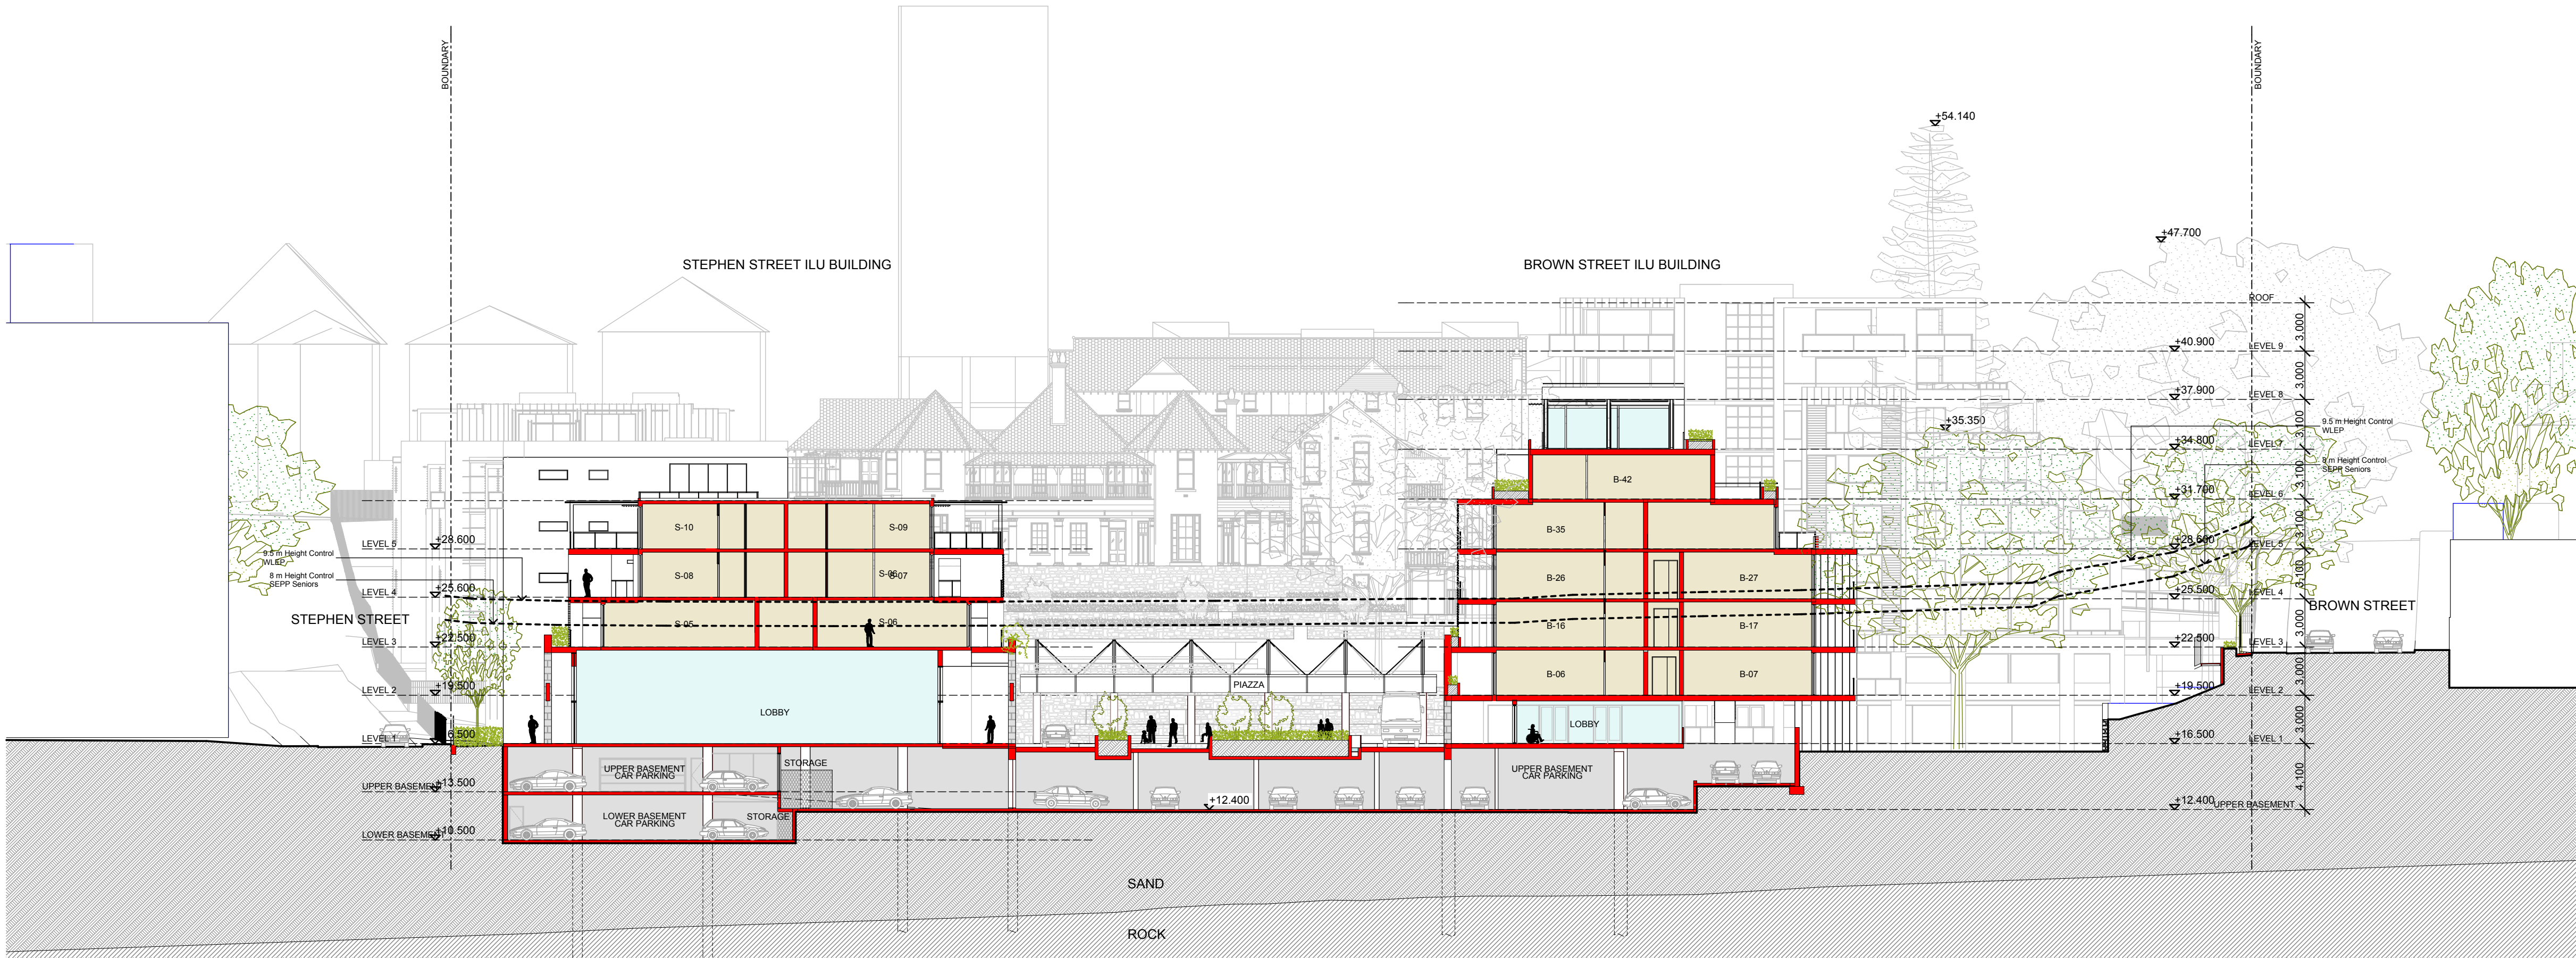 BOUNDARY
BOUNDARY
+54.140
+47.700
STEPHEN STREET ILU BUILDING
BROWN STREET ILU BUILDING
ROOF
3.000
+40.900
LEVEL 9
3.000
+37.900
LEVEL 8
3.100
+35.350
9.5 m Height Control
WLEP
+34.800
LEVEL 7
8 m Height Control
SEPP Seniors
3.100
B-42
+31.700
LEVEL 6
3.100
S-10
S-09
B-35
LEVEL 5
+28.600
+28.600
LEVEL 5
9.5 m Height Control
WLEP
8 m Height Control
SEPP Seniors
S-08
S-06
S-07
B-26
B-27
3.100
LEVEL 4
+25.600
+25.500
LEVEL 4
STEPHEN STREET
BROWN STREET
S-05
S-06
B-16
B-17
3.000
LEVEL 3
+22.500
+22.500
LEVEL 3
B-06
B-07
3.000
PIAZZA
LEVEL 2
+19.500
+19.500
LEVEL 2
LOBBY
LOBBY
3.000
LEVEL 1
+16.500
+16.500
LEVEL 1
STORAGE
UPPER BASEMENT
CAR PARKING
UPPER BASEMENT
CAR PARKING
4.100
UPPER BASEMENT
+13.500
+12.400
+12.400
UPPER BASEMENT
LOWER BASEMENT
CAR PARKING
STORAGE
LOWER BASEMENT
+10.500
SAND
ROCK